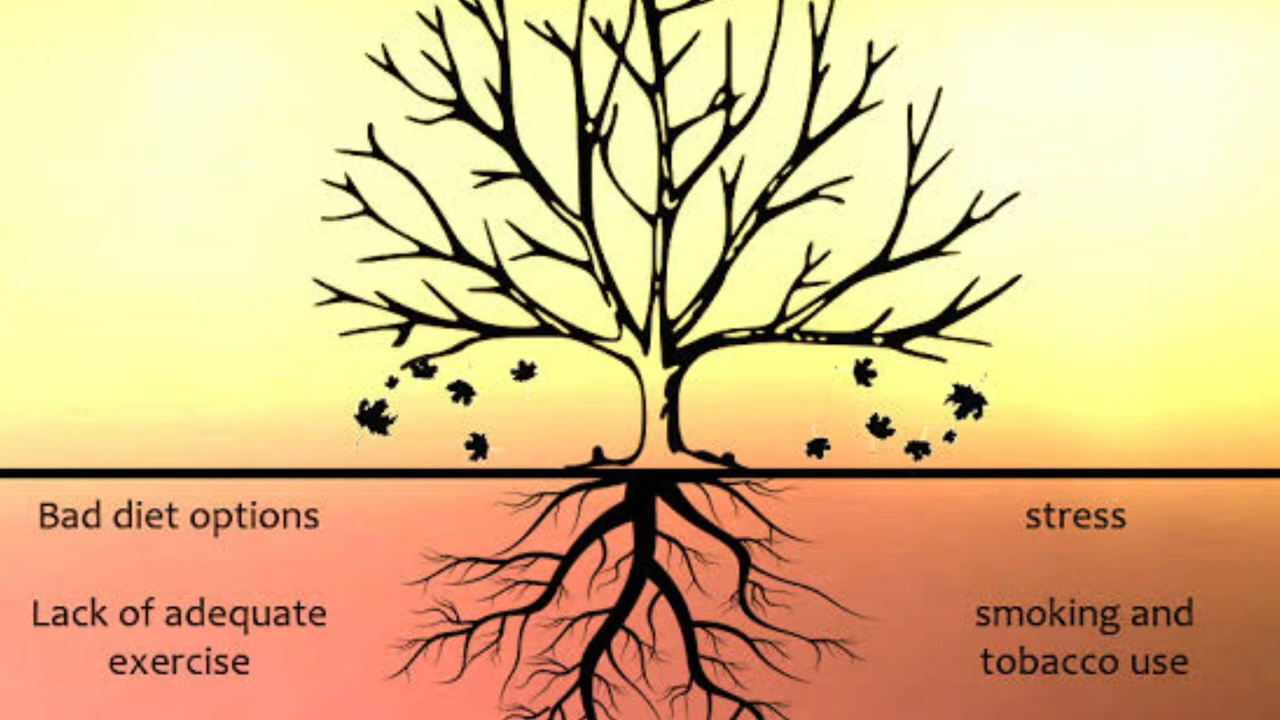 Bad diet options
stress
Lack of adequate
exercise
smoking and
tobacco use